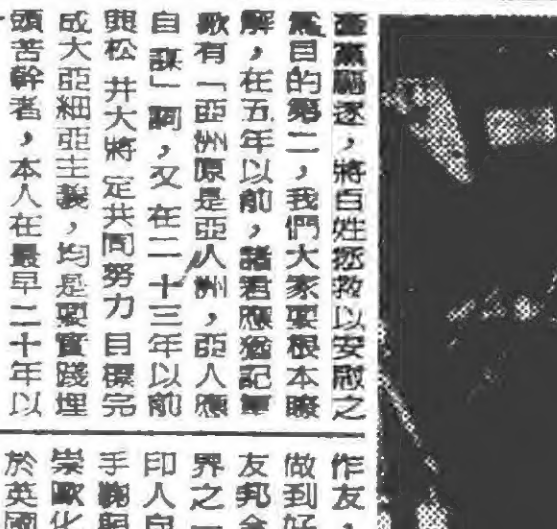 產黨驅逐，將百姓拯救以安慰之
為目的第二，我們大家要根本瞭
解，在五年以前，諸君應猶記軍
歌有「亞洲原是亞人洲，亞人應
自謀」詞，又在二十三年以前
與松井大將定共同努力目標完
成大亞細亞主義，均是要實踐埋
頭苦幹者，本人在最早二十年以
作友，
做到好
友邦
界之一
印人自
手
崇歐化
於英國